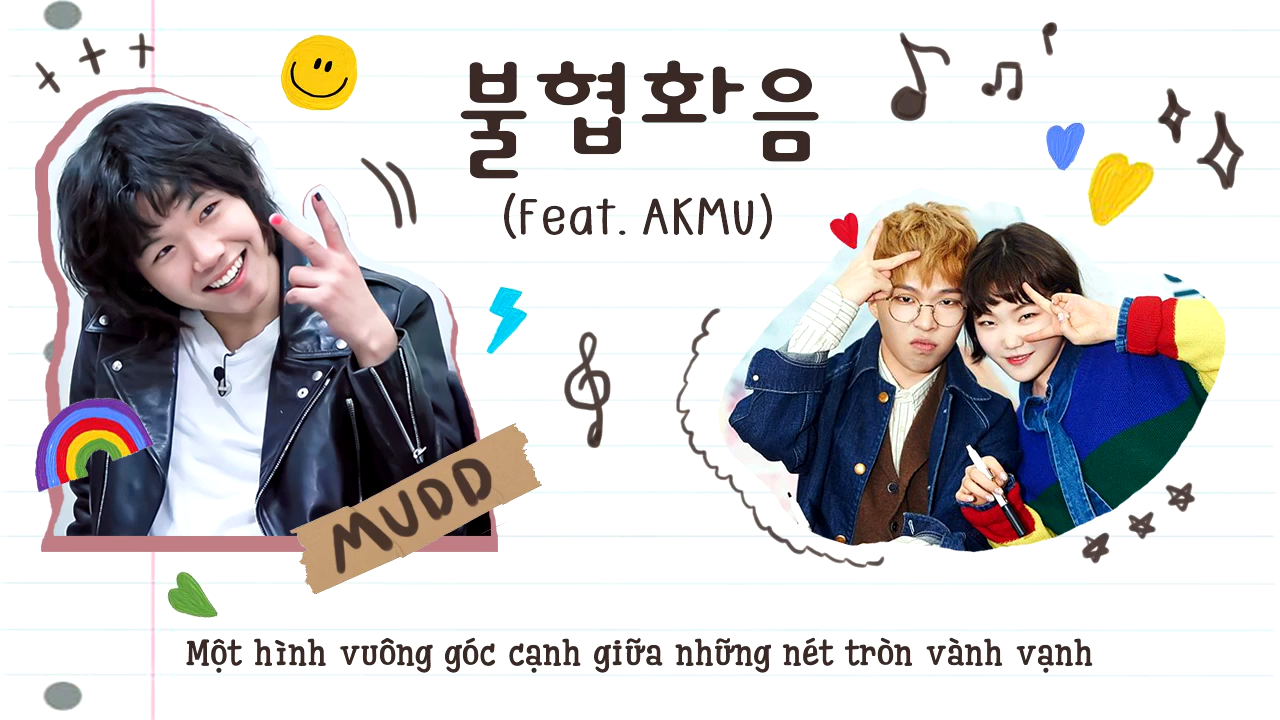 불협화음
(Feat. AKMU)
MUDD
Một hình vuông góc cạnh giữa những nét tròn vành vạnh